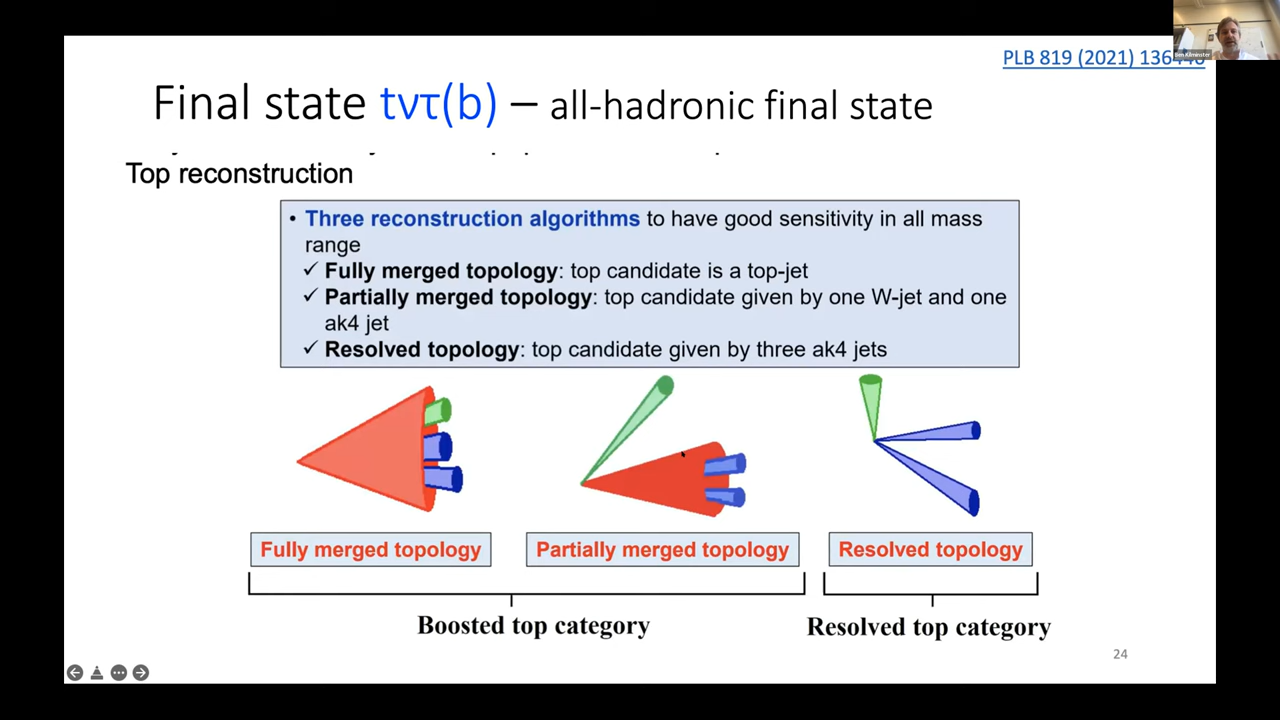 Ben Kilminster
PLB 819 (2021) 136
Final state tντ(b) – all-hadronic final state
Top reconstruction
• Three reconstruction algorithms to have good sensitivity in all mass
range
✓ Fully merged topology: top candidate is a top-jet
✓ Partially merged topology: top candidate given by one W-jet and one
ak4 jet
✓ Resolved topology: top candidate given by three ak4 jets
Fully merged topology
Partially merged topology
Resolved topology
Boosted top category
Resolved top category
24